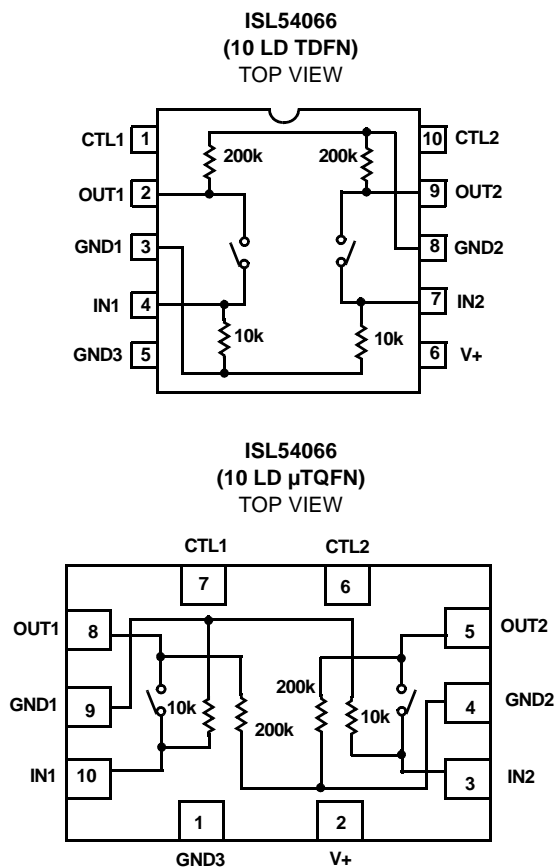 ISL54066
(10 LD TDFN)
TOP VIEW
CTL1 1 10 CTL2
200k 200k
OUT1 2 9 OUT2
GND1 3 8 GND2
IN1 4 7 IN2
10k 10k
GND3 5 6 V+
ISL54066
(10 LD µTQFN)
TOP VIEW
CTL1 CTL2
7 6
OUT1 8 5 OUT2
200k
GND1 9 10k 10k 4 GND2
200k
IN1 10 3 IN2
1 2
GND3 V+